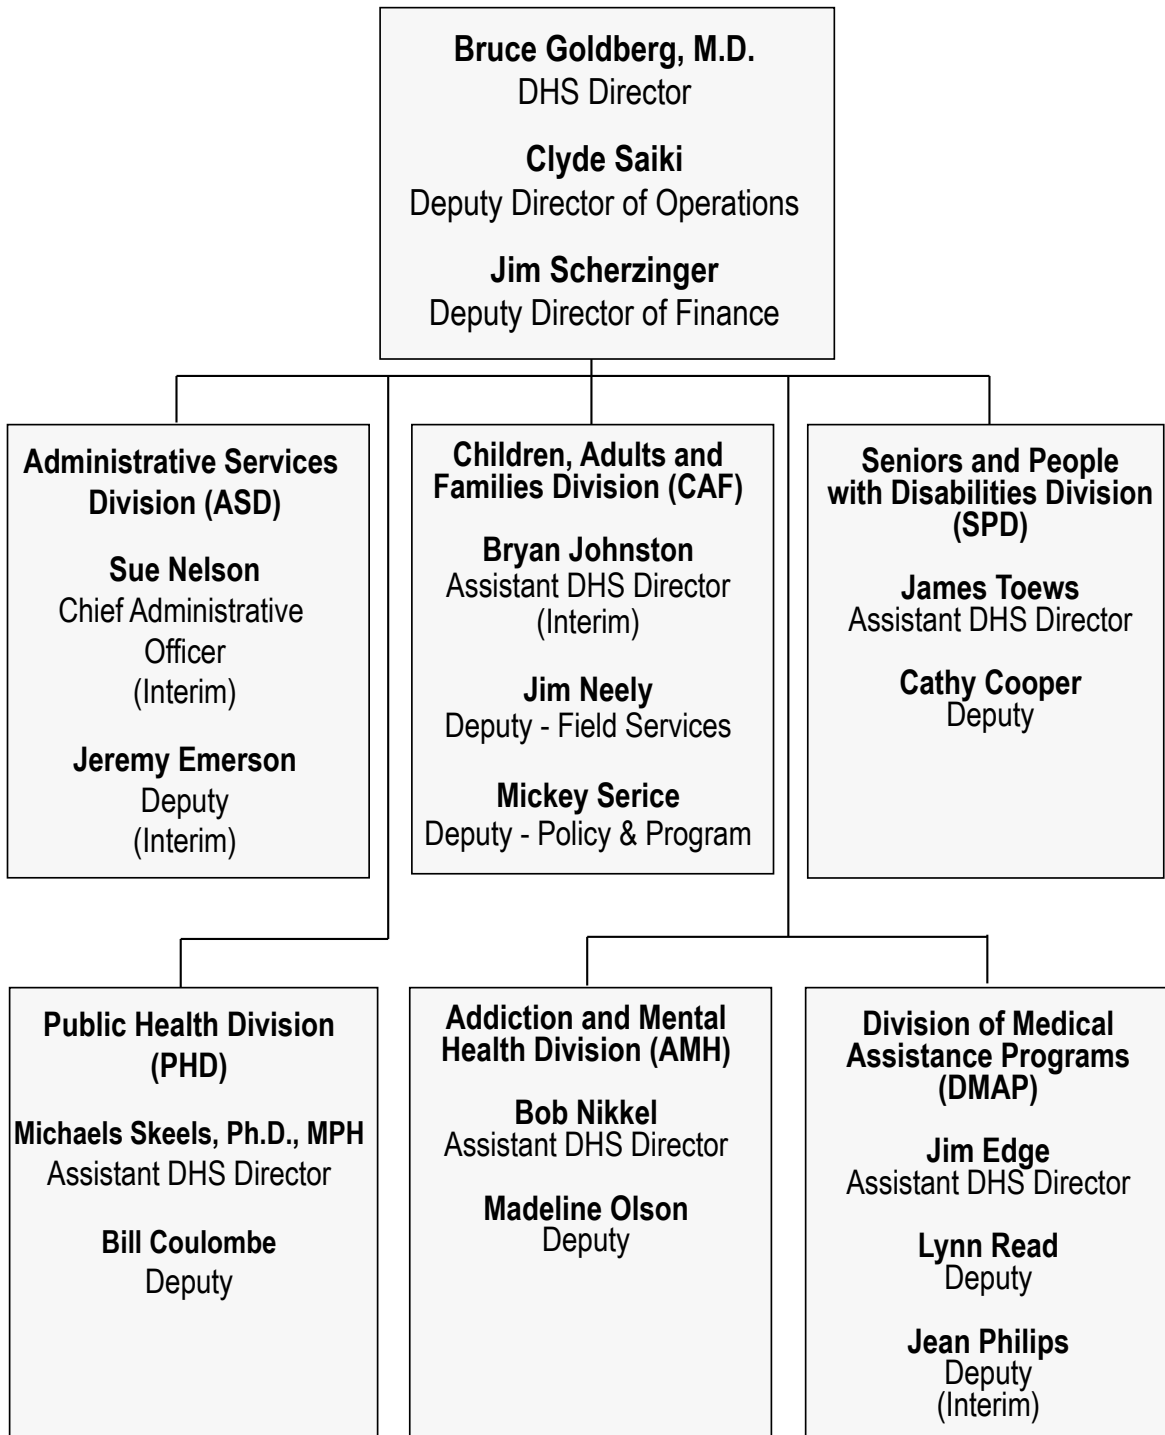 Bruce Goldberg, M.D.
DHS Director
Clyde Saiki
Deputy Director of Operations
Jim Scherzinger
Deputy Director of Finance
Administrative Services
Division (ASD)
Sue Nelson
Chief Administrative
Officer
(Interim)
Jeremy Emerson
Deputy
(Interim)
Children, Adults and
Families Division (CAF)
Bryan Johnston
Assistant DHS Director
(Interim)
Jim Neely
Deputy - Field Services
Mickey Serice
Deputy - Policy & Program
Seniors and People
with Disabilities Division
(SPD)
James Toews
Assistant DHS Director
Cathy Cooper
Deputy
Public Health Division
(PHD)
Michaels Skeels, Ph.D., MPH
Assistant DHS Director
Bill Coulombe
Deputy
Addiction and Mental
Health Division (AMH)
Bob Nikkel
Assistant DHS Director
Madeline Olson
Deputy
Division of Medical
Assistance Programs
(DMAP)
Jim Edge
Assistant DHS Director
Lynn Read
Deputy
Jean Philips
Deputy
(Interim)